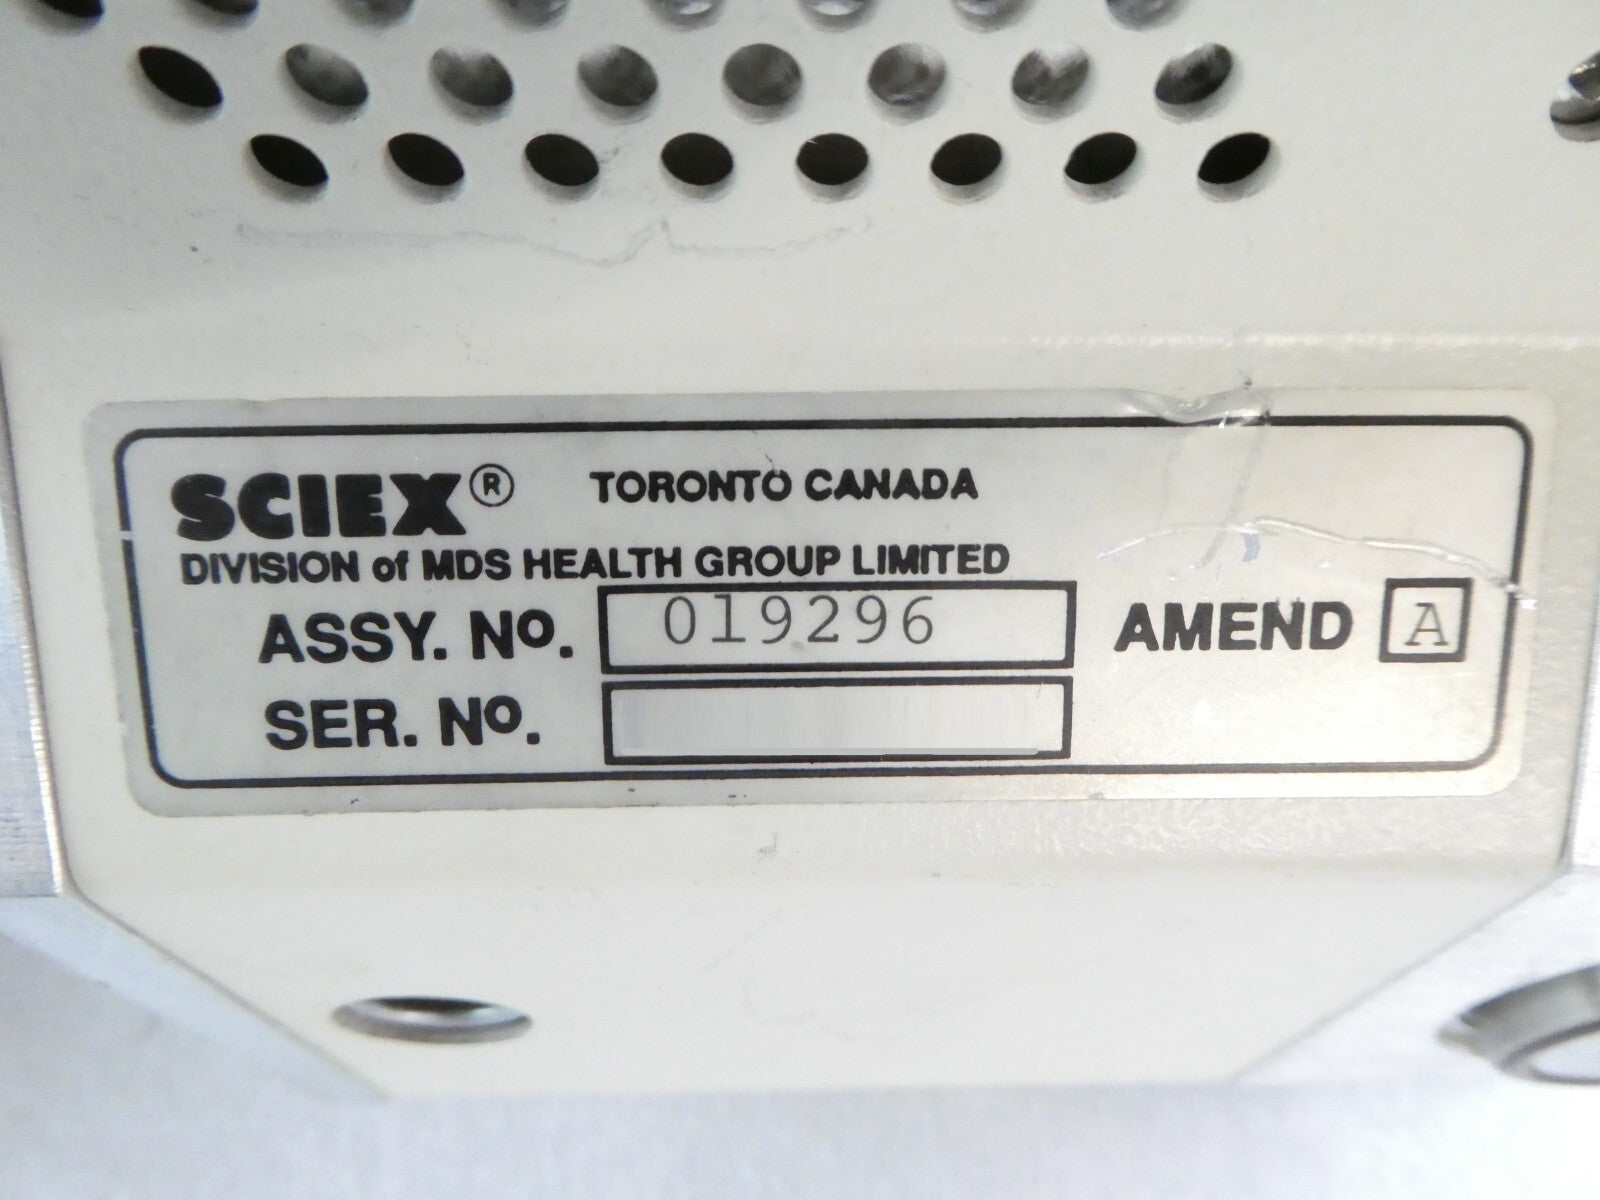 SCIEX® TORONTO CANADA
DIVISION of MDS HEALTH GROUP LIMITED
ASSY. No. 019296 AMEND A
SER. No.